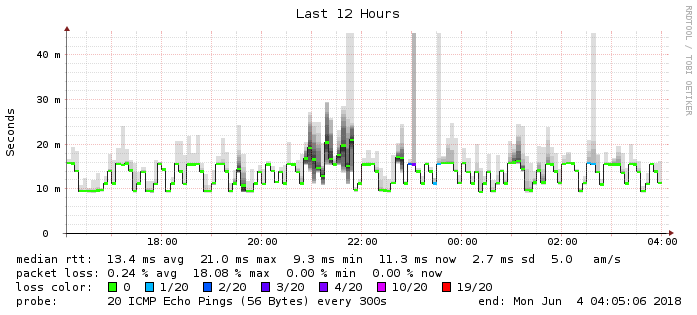 Last 12 Hours
RRDTOOL / TOBI OETIKER
Seconds
40 m
30 m
20 m
10 m
0
18:00 20:00 22:00 00:00 02:00 04:00
median rtt: 13.4 ms avg 21.0 ms max 9.3 ms min 11.3 ms now 2.7 ms sd 5.0 am/s
packet loss: 0.24 % avg 18.08 % max 0.00 % min 0.00 % now
loss color: 0 1/20 2/20 3/20 4/20 10/20 19/20
probe: 20 ICMP Echo Pings (56 Bytes) every 300s end: Mon Jun 4 04:05:06 2018